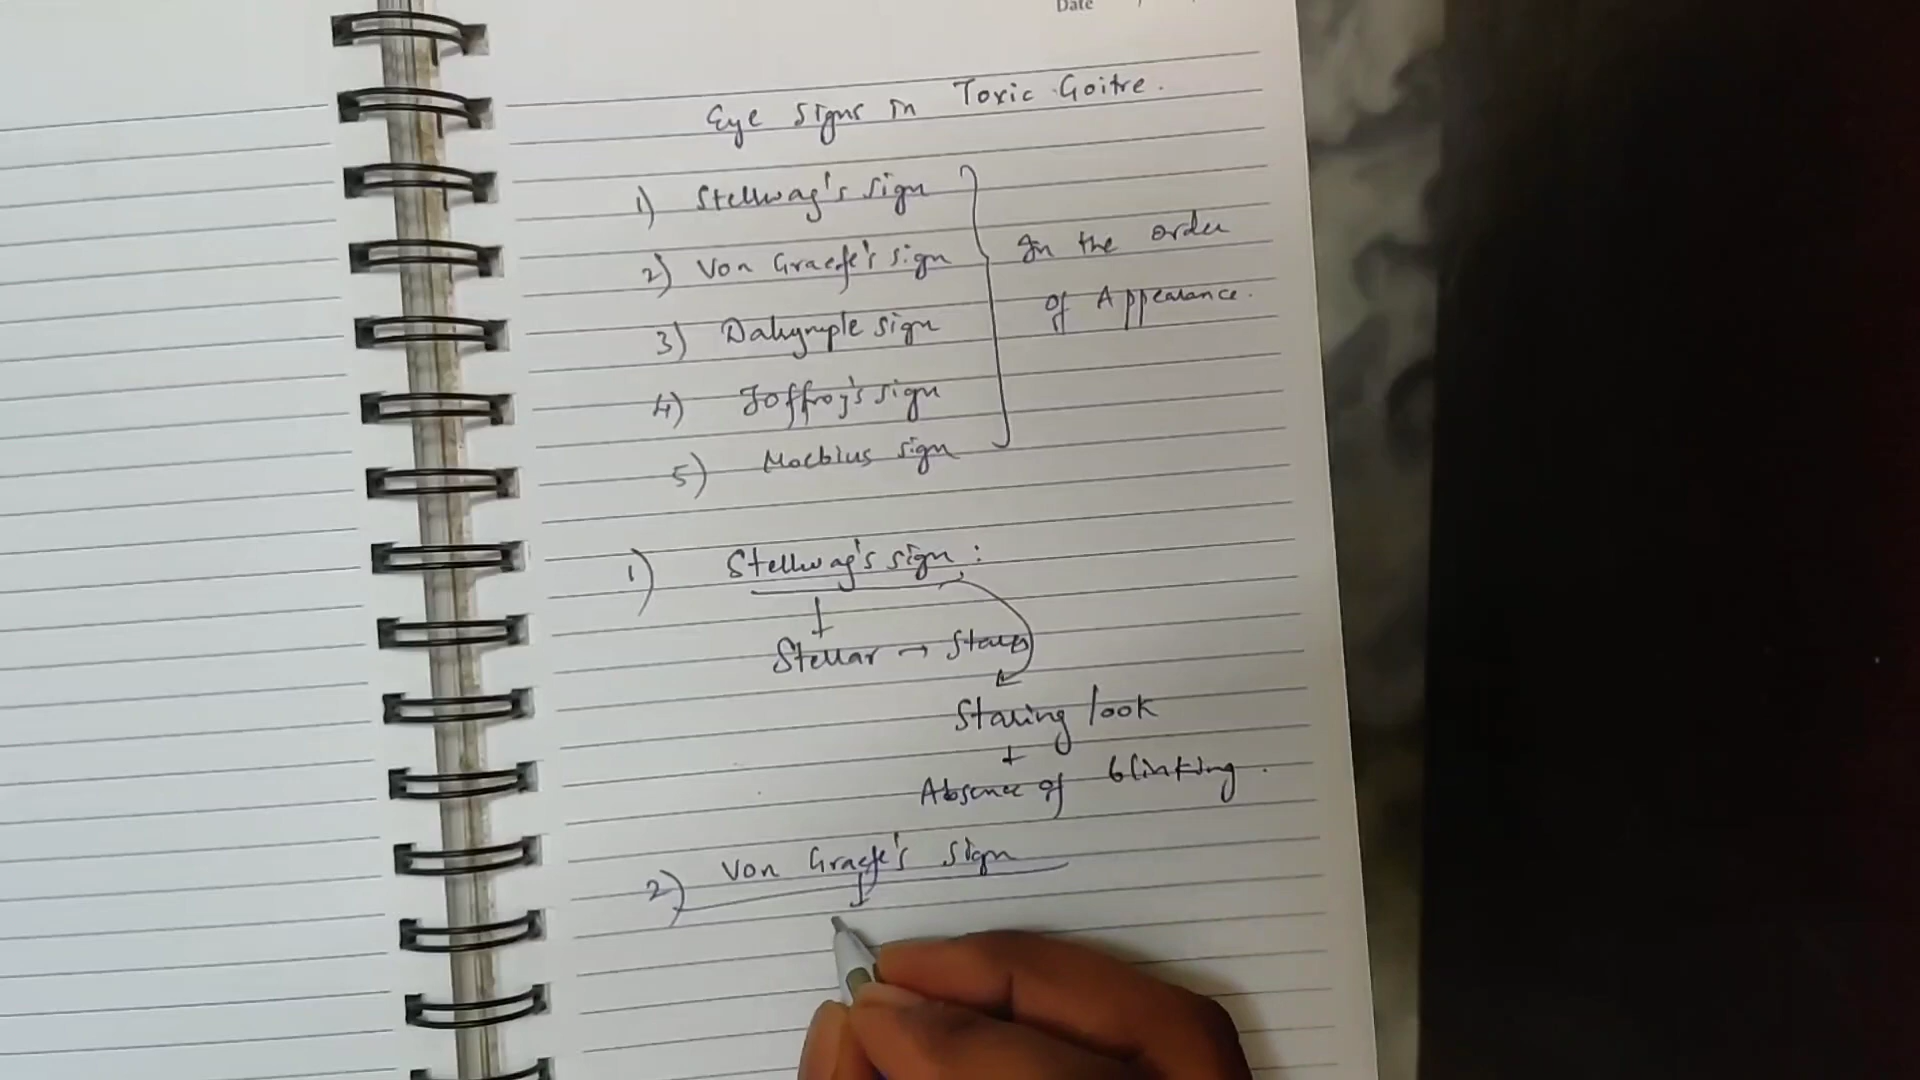 Date
Eye Signs in Toxic Goitre.
1) Stellwag's sign
2) Von Graefe's sign
3) Dalrymple sign
4) Joffroy's sign
5) Moebius sign
In the order
of Appearance.
1) Stellwag's sign :
Stellar → Stars
Staring look
+
Absence of blinking.
2) Von Graefe's sign